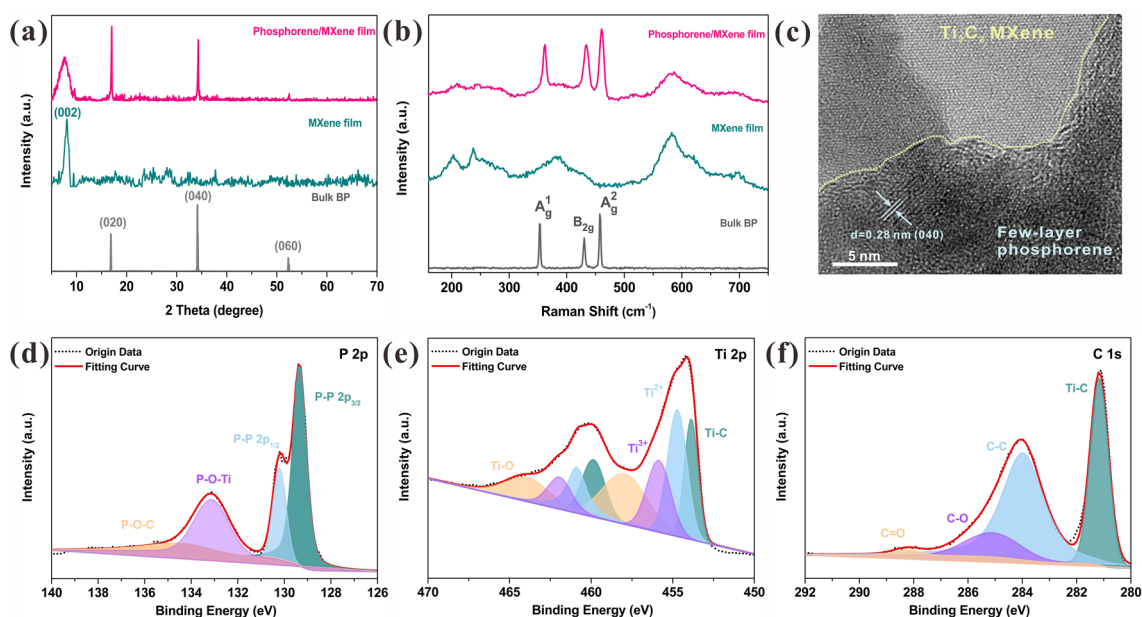 (a)
Phosphorene/MXene film
(002)
MXene film
Bulk BP
(020)
(040)
(060)
Intensity (a.u.)
10 20 30 40 50 60 70
2 Theta (degree)
(b)
Phosphorene/MXene film
MXene film
A¹g
B2g
A²g
Bulk BP
Intensity (a.u.)
200 300 400 500 600 700
Raman Shift (cm⁻¹)
(c)
Ti3C2 MXene
d=0.28 nm (040)
Few-layer
phosphorene
5 nm
(d)
Origin Data
Fitting Curve
P 2p
P-P 2p3/2
P-P 2p1/2
P-O-Ti
P-O-C
Intensity (a.u.)
140 138 136 134 132 130 128 126
Binding Energy (eV)
(e)
Origin Data
Fitting Curve
Ti 2p
Ti²⁺
Ti-C
Ti³⁺
Ti-O
Intensity (a.u.)
470 465 460 455 450
Binding Energy (eV)
(f)
Origin Data
Fitting Curve
C 1s
Ti-C
C-C
C-O
C=O
Intensity (a.u.)
292 290 288 286 284 282 280
Binding Energy (eV)